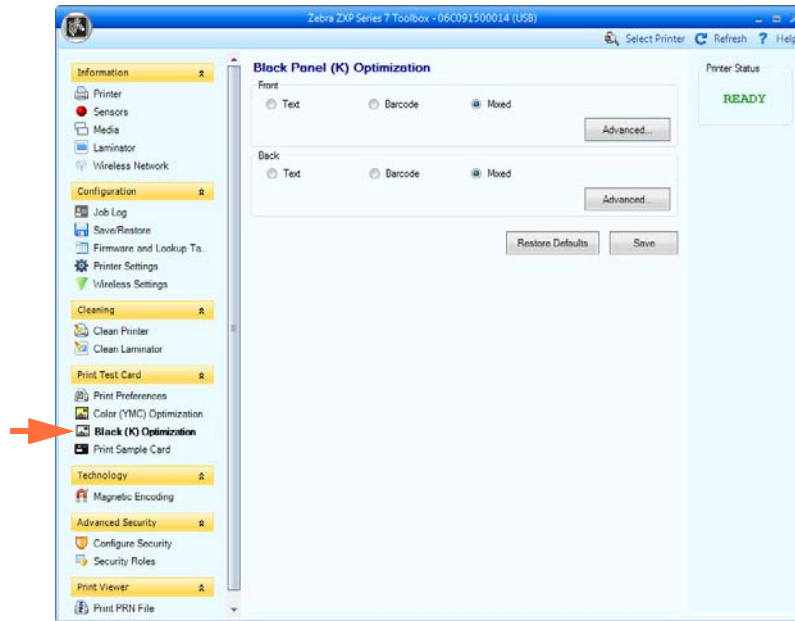 Zebra ZXP Series 7 Toolbox - 06C091500014 (USB)
Select Printer Refresh ? Help
Information
Printer
Sensors
Media
Laminator
Wireless Network
Configuration
Job Log
Save/Restore
Firmware and Lookup Ta..
Printer Settings
Wireless Settings
Cleaning
Clean Printer
Clean Laminator
Print Test Card
Print Preferences
Color (YMC) Optimization
Black (K) Optimization
Print Sample Card
Technology
Magnetic Encoding
Advanced Security
Configure Security
Security Roles
Print Viewer
Print PRN File
Black Panel (K) Optimization
Front
Text Barcode Mixed
Advanced...
Back
Text Barcode Mixed
Advanced...
Restore Defaults Save
Printer Status
READY